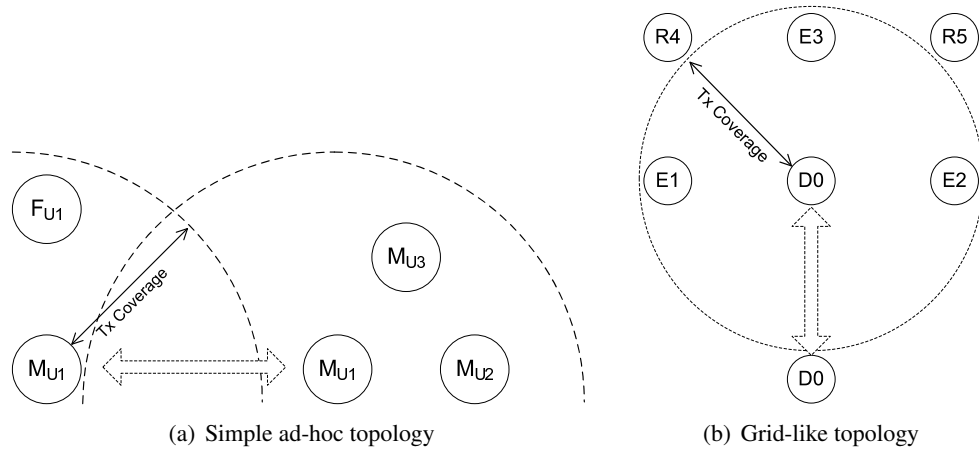 R4 E3 R5
Tx Coverage
E1 D0 E2
D0
F_U1
M_U3
Tx Coverage
M_U1 M_U1 M_U2
(a) Simple ad-hoc topology
(b) Grid-like topology